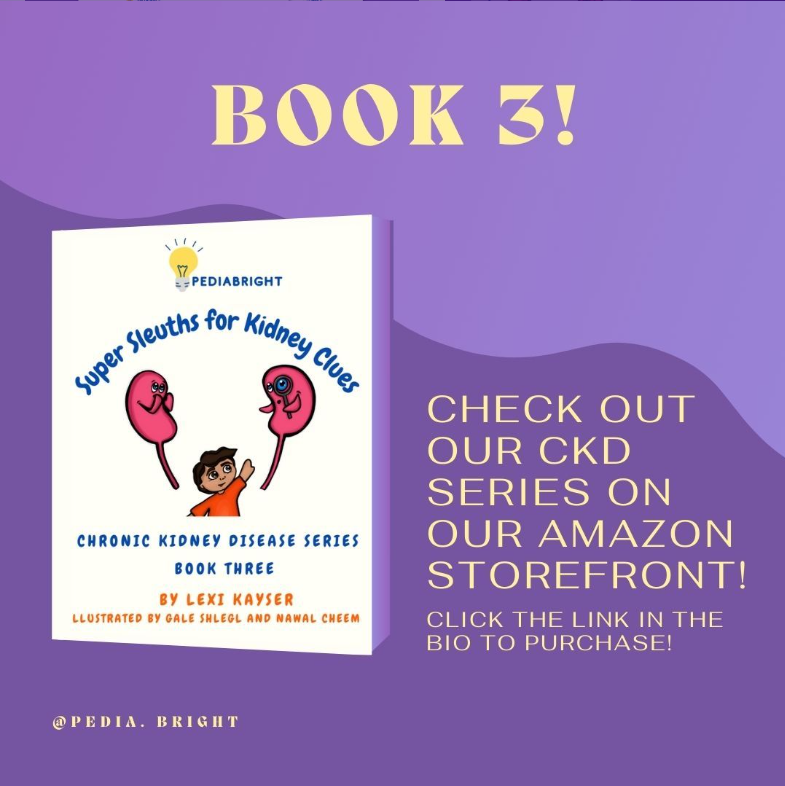 BOOK 3!
PEDIABRIGHT
Super Sleuths for Kidney Clues
CHRONIC KIDNEY DISEASE SERIES
BOOK THREE
BY LEXI KAYSER
LLUSTRATED BY GALE SHLEGL AND NAWAL CHEEM
CHECK OUT
OUR CKD
SERIES ON
OUR AMAZON
STOREFRONT!
CLICK THE LINK IN THE
BIO TO PURCHASE!
@PEDIA. BRIGHT